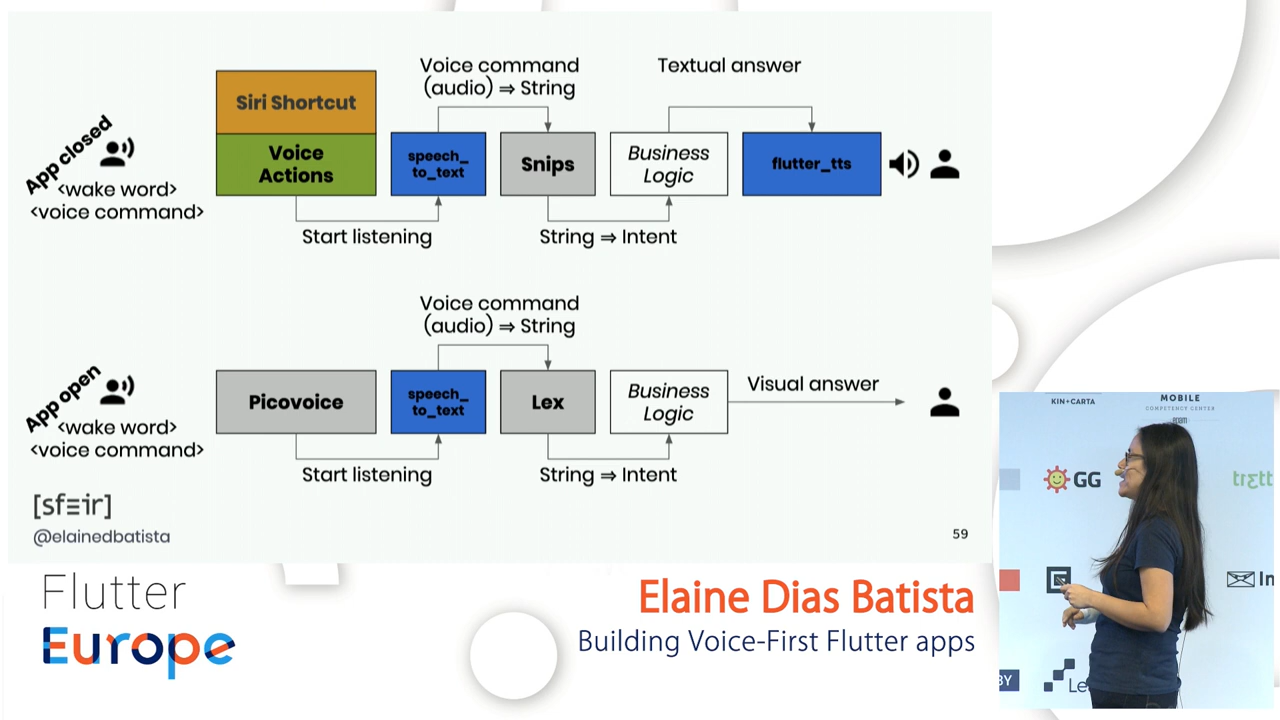 Voice command
(audio) ⇒ String
Textual answer
App closed
Siri Shortcut
Voice
Actions
speech_
to_text
Snips
Business
Logic
flutter_tts
<wake word>
<voice command>
Start listening
String ⇒ Intent
Voice command
(audio) ⇒ String
App open
Picovoice
speech_
to_text
Lex
Business
Logic
Visual answer
<wake word>
<voice command>
Start listening
String ⇒ Intent
[sfeir]
@elainedbatista
59
KIN+CARTA
MOBILE
COMPETENCY CENTER
GG
Flutter
Europe
Elaine Dias Batista
Building Voice-First Flutter apps